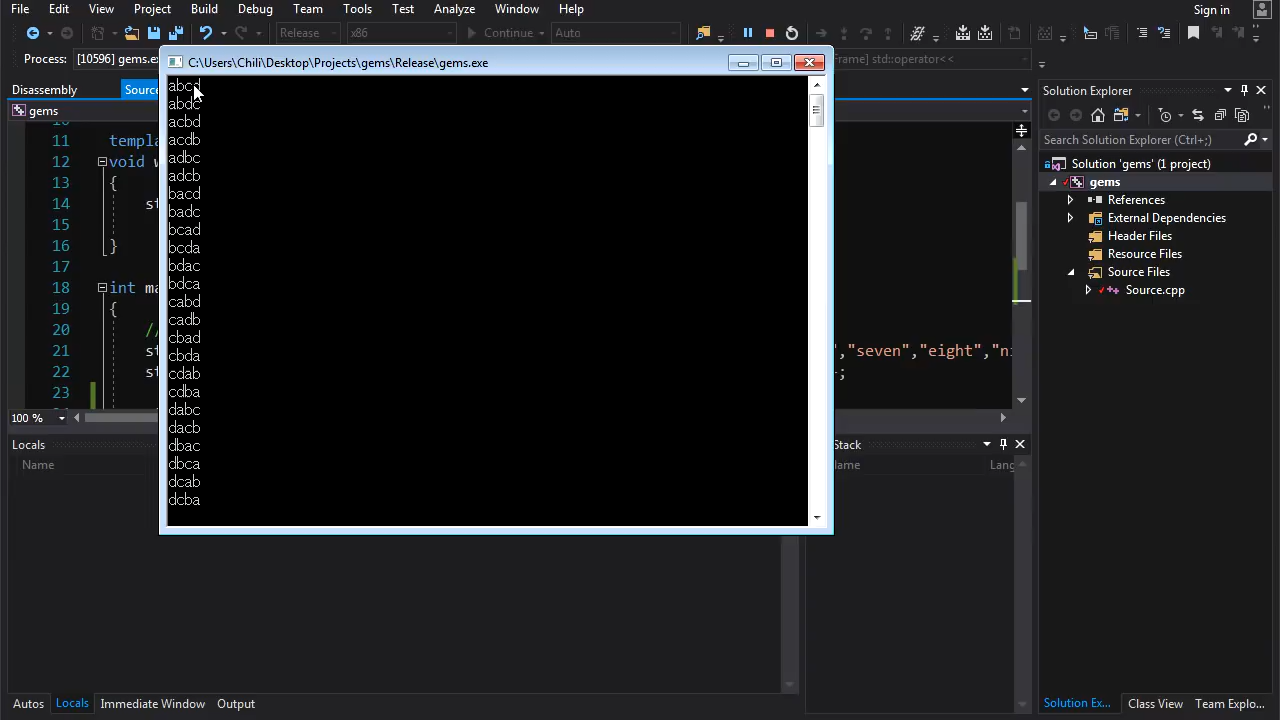 File Edit View Project Build Debug Team Tools Test Analyze Window Help Sign in
Release x86 Continue Auto
Process: [10596] gems.e
C:\Users\Chili\Desktop\Projects\gems\Release\gems.exe
Frame] std::operator<<
Disassembly Source
gems
abcd
abdc
acbd
acdb
adbc
adcb
bacd
badc
bcad
bcda
bdac
bdca
cabd
cadb
cbad
cbda
cdab
cdba
dabc
dacb
dbac
dbca
dcab
dcba
11 templa
12 void w
13 {
14 st
15
16 }
17
18 int ma
19 {
20 /
21 st ","seven","eight","ni
22 st ;
23
100 %
Solution Explorer
Search Solution Explorer (Ctrl+;)
Solution 'gems' (1 project)
gems
References
External Dependencies
Header Files
Resource Files
Source Files
Source.cpp
Locals
Name
Stack
lame Lang
Autos Locals Immediate Window Output
Solution Ex... Class View Team Explo...